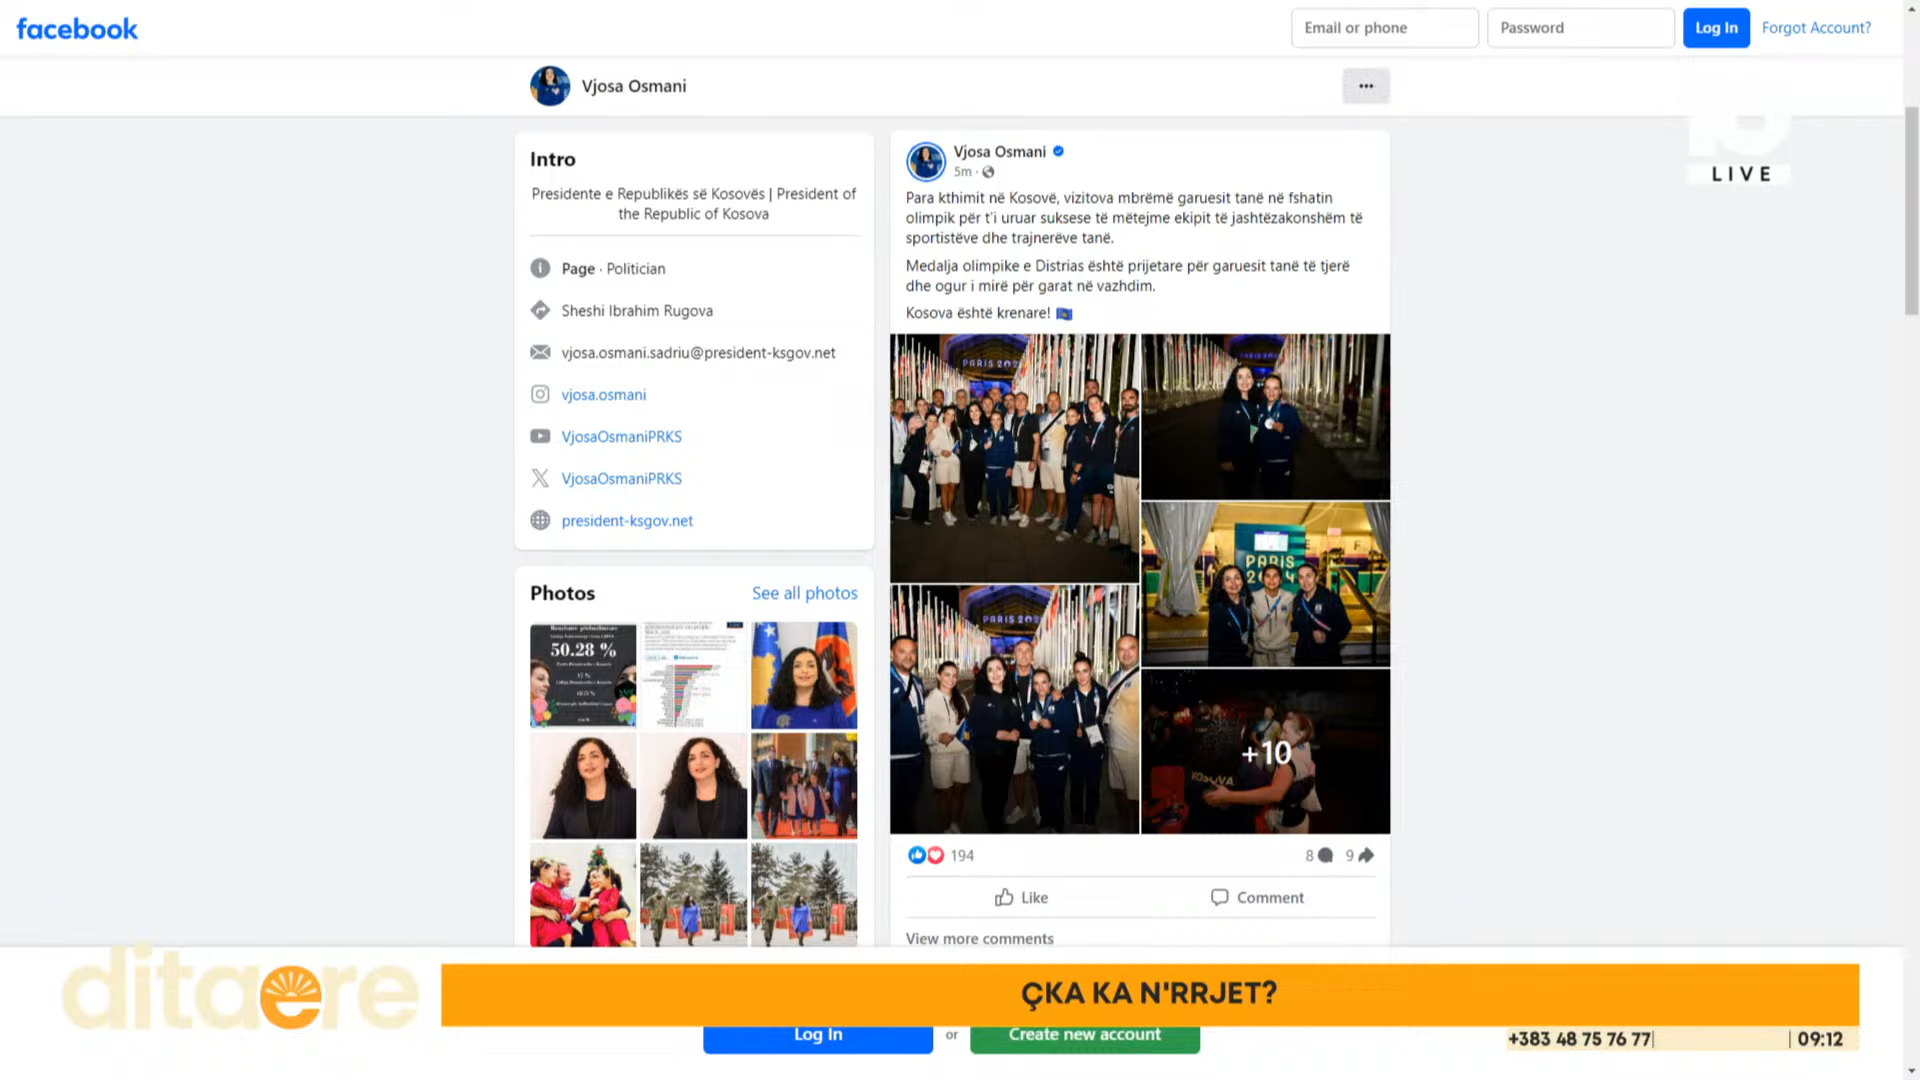 facebook
Email or phone
Password
Log In
Forgot Account?
Vjosa Osmani
LIVE
Intro
Presidente e Republikës së Kosovës | President of
the Republic of Kosova
Page · Politician
Sheshi Ibrahim Rugova
vjosa.osmani.sadriu@president-ksgov.net
vjosa.osmani
VjosaOsmaniPRKS
VjosaOsmaniPRKS
president-ksgov.net
Photos
See all photos
50.28 %
Vjosa Osmani
5m ·
Para kthimit në Kosovë, vizitova mbrëmë garuesit tanë në fshatin
olimpik për t'i uruar suksese të mëtejme ekipit të jashtëzakonshëm të
sportistëve dhe trajnerëve tanë.
Medalja olimpike e Distrias është prijetare për garuesit tanë të tjerë
dhe ogur i mirë për garat në vazhdim.
Kosova është krenare!
PARIS 202
PARIS
2024
PARIS 202
KOSOVA
+10
194
8
9
Like
Comment
View more comments
ditaere
ÇKA KA N'RRJET?
Log In
or
Create new account
+383 48 75 76 77|
| 09:12